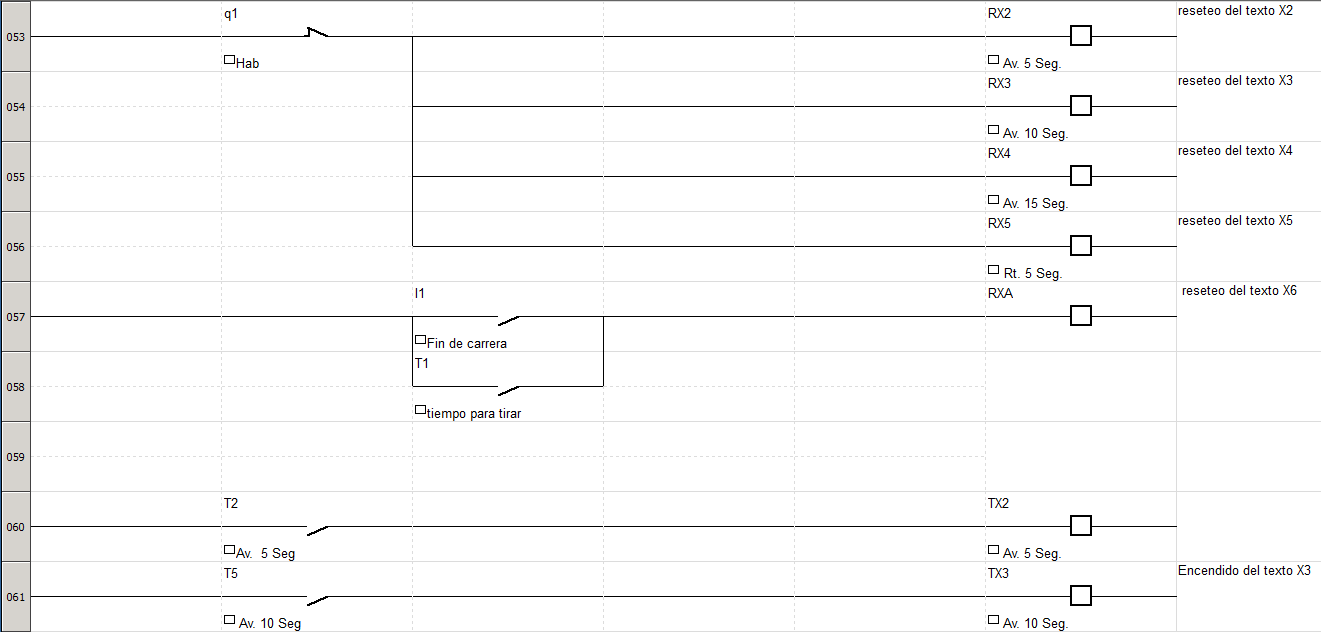 q1
RX2
reseteo del texto X2
053
Hab
Av. 5 Seg.
RX3
reseteo del texto X3
054
Av. 10 Seg.
RX4
reseteo del texto X4
055
Av. 15 Seg.
RX5
reseteo del texto X5
056
Rt. 5 Seg.
I1
RXA
reseteo del texto X6
057
Fin de carrera
T1
058
tiempo para tirar
059
T2
TX2
060
Av. 5 Seg
Av. 5 Seg.
T5
TX3
Encendido del texto X3
061
Av. 10 Seg
Av. 10 Seg.